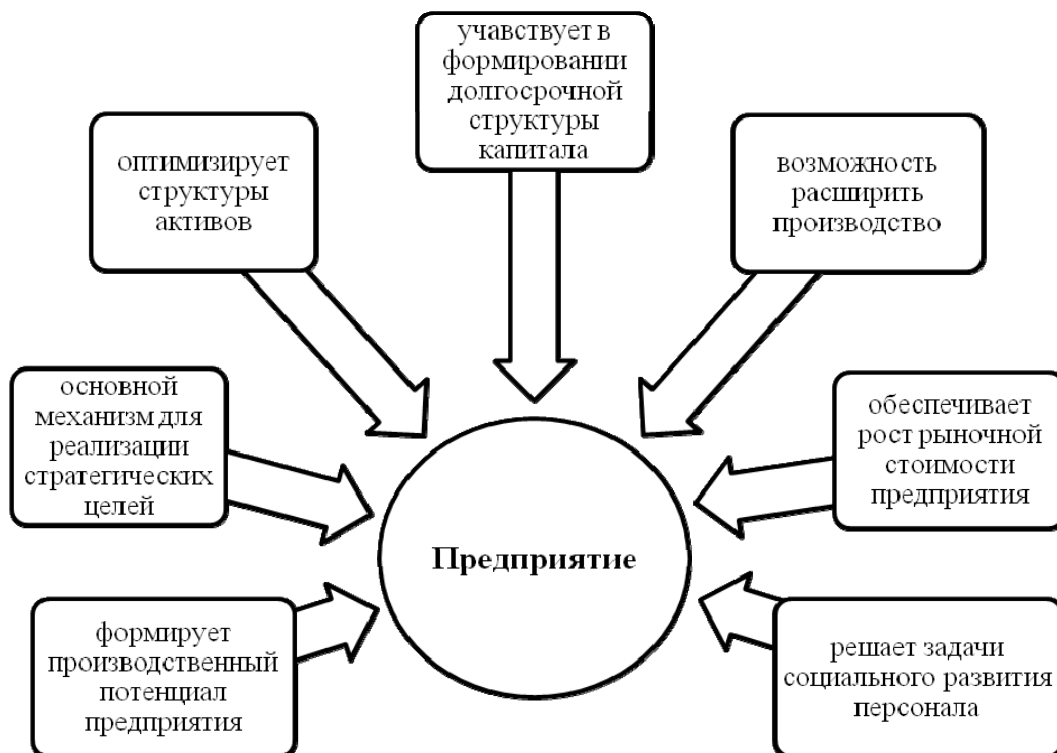 учавствует в
формировании
долгосрочной
структуры
капитала
оптимизирует
структуры
активов
возможность
расширить
производство
основной
механизм для
реализации
стратегических
целей
обеспечивает
рост рыночной
стоимости
предприятия
Предприятие
формирует
производственный
потенциал
предприятия
решает задачи
социального развития
персонала